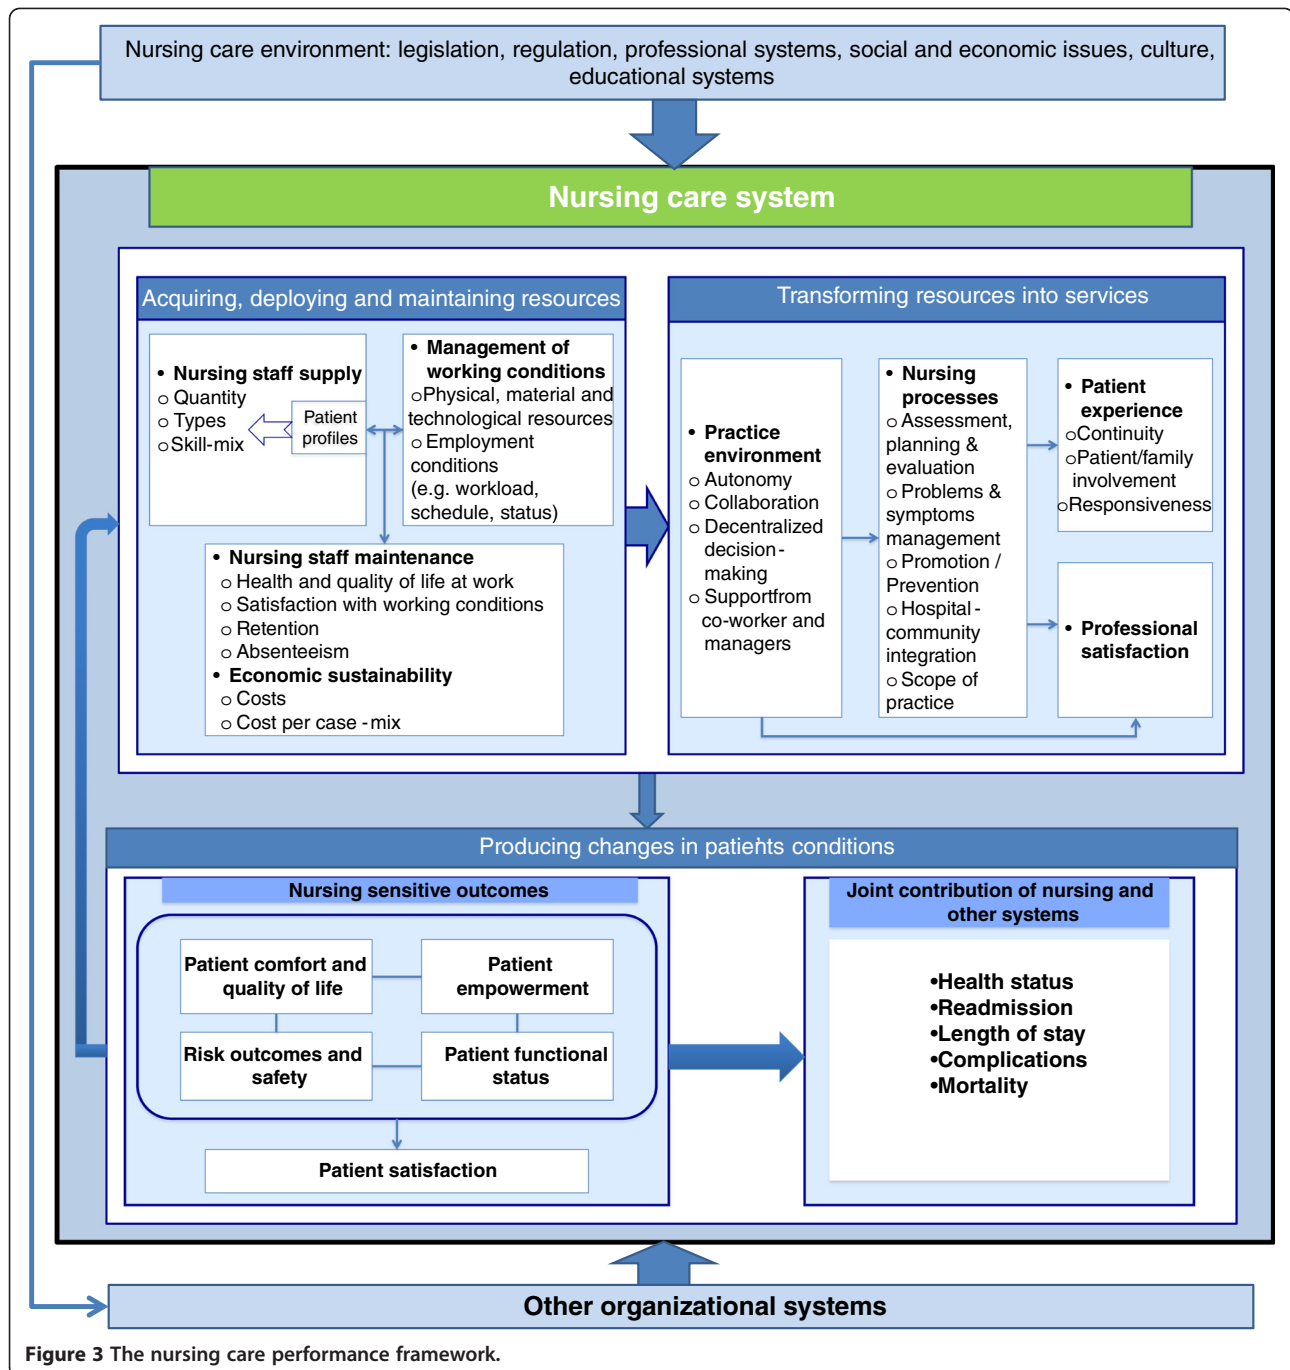 Nursing care environment: legislation, regulation, professional systems, social and economic issues, culture,
educational systems
Nursing care system
Acquiring, deploying and maintaining resources
• Nursing staff supply
o Quantity
o Types
o Skill-mix
Patient
profiles
• Management of
working conditions
o Physical, material and
technological resources
o Employment
conditions
(e.g. workload,
schedule, status)
• Nursing staff maintenance
o Health and quality of life at work
o Satisfaction with working conditions
o Retention
o Absenteeism
• Economic sustainability
o Costs
o Cost per case -mix
Transforming resources into services
• Practice
environment
o Autonomy
o Collaboration
o Decentralized
decision-
making
o Supportfrom
co-worker and
managers
• Nursing
processes
o Assessment,
planning &
evaluation
o Problems &
symptoms
management
o Promotion /
Prevention
o Hospital-
community
integration
o Scope of
practice
• Patient
experience
o Continuity
o Patient/family
involvement
o Responsiveness
• Professional
satisfaction
Producing changes in patients' conditions
Nursing sensitive outcomes
Patient comfort and
quality of life
Patient
empowerment
Risk outcomes and
safety
Patient functional
status
Patient satisfaction
Joint contribution of nursing and
other systems
•Health status
•Readmission
•Length of stay
•Complications
•Mortality
Other organizational systems
Figure 3 The nursing care performance framework.